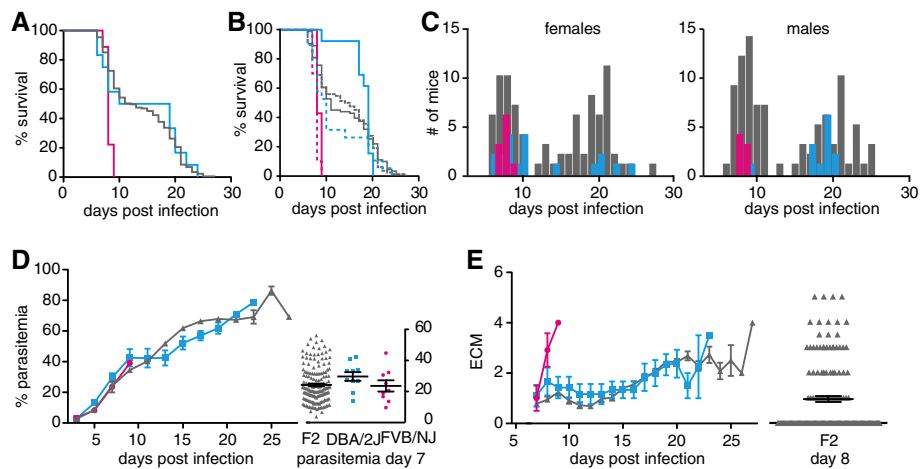 A
B
C
% survival
100
80
60
40
20
0
0 10 20 30
days post infection
% survival
100
80
60
40
20
0
0 10 20 30
days post infection
females
# of mice
15
10
5
0
0 10 20 30
days post infection
males
15
10
5
0
0 10 20 30
days post infection
D
% parasitemia
100
80
60
40
20
0
5 10 15 20 25
days post infection
60
40
20
0
F2 DBA/2J FVB/NJ
parasitemia day 7
E
ECM
6
4
2
0
5 10 15 20 25
days post infection
F2
day 8